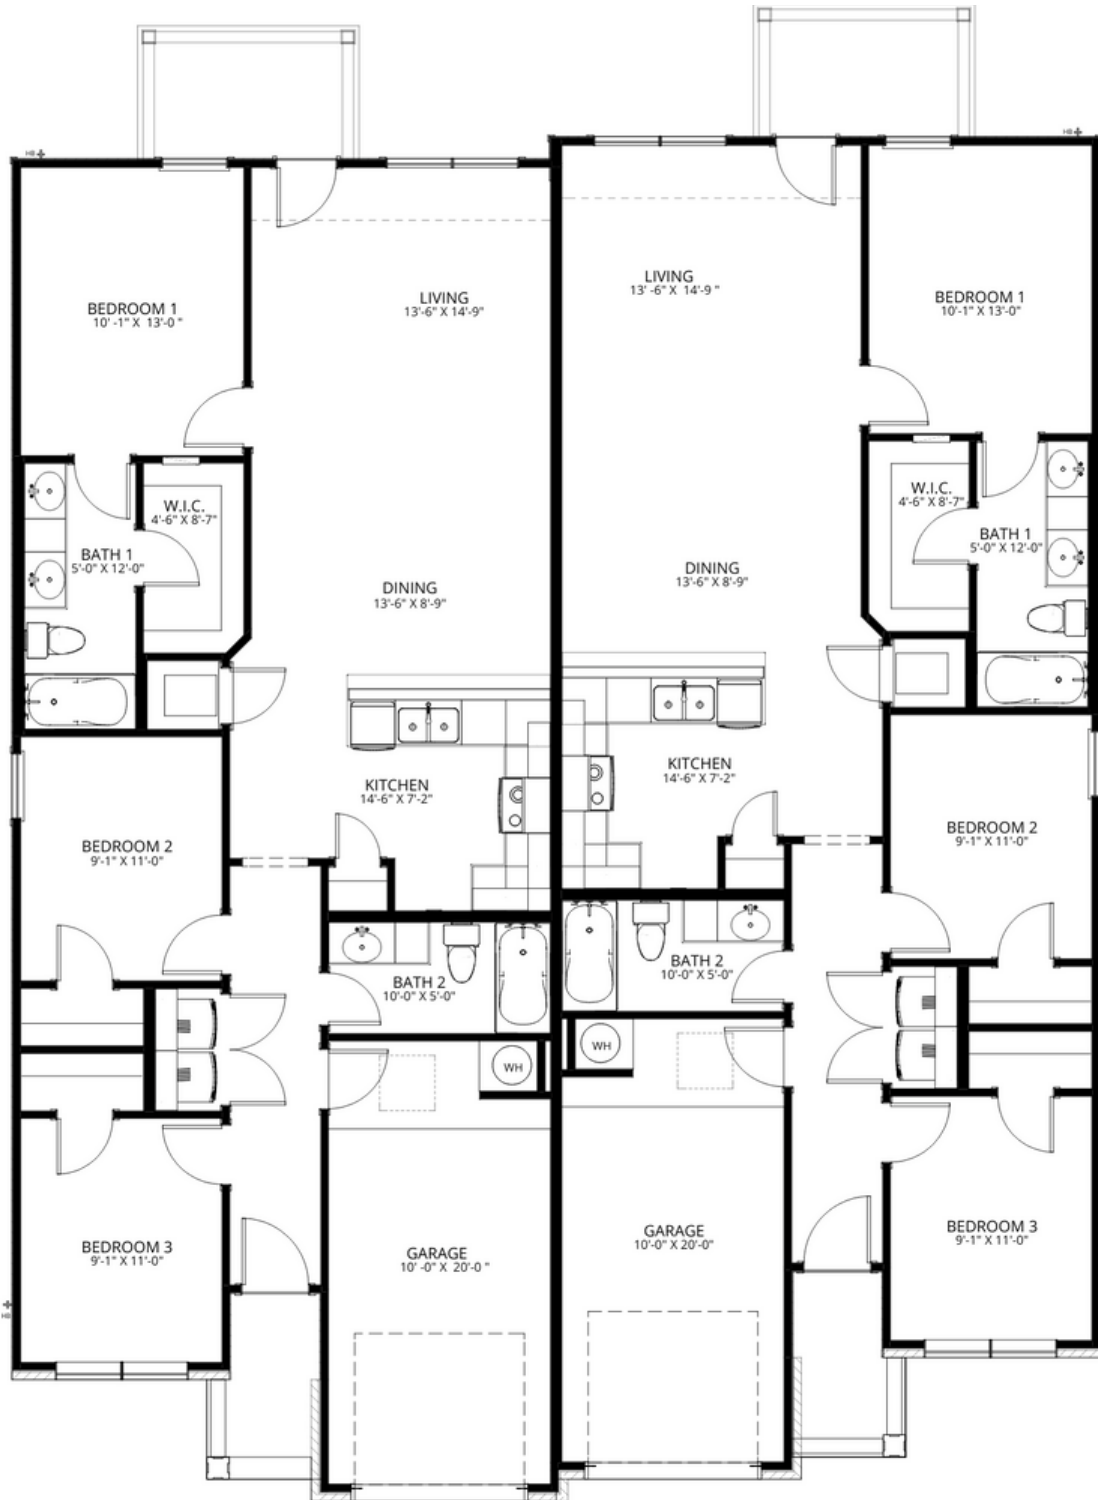 HB
HB
LIVING
13' -6" X 14'-9 "
BEDROOM 1
10'-1" X 13'-0"
LIVING
13'-6" X 14'-9"
BEDROOM 1
10' -1" X 13'-0 "
W.I.C.
4'-6" X 8'-7"
BATH 1
5'-0" X 12'-0"
W.I.C.
4'-6" X 8'-7"
BATH 1
5'-0" X 12'-0"
DINING
13'-6" X 8'-9"
DINING
13'-6" X 8'-9"
KITCHEN
14'-6" X 7'-2"
KITCHEN
14'-6" X 7'-2"
BEDROOM 2
9'-1" X 11'-0"
BEDROOM 2
9'-1" X 11'-0"
BATH 2
10'-0" X 5'-0"
BATH 2
10'-0" X 5'-0"
WH
WH
GARAGE
10'-0" X 20'-0"
BEDROOM 3
9'-1" X 11'-0"
BEDROOM 3
9'-1" X 11'-0"
GARAGE
10' -0" X 20'-0 "
HB